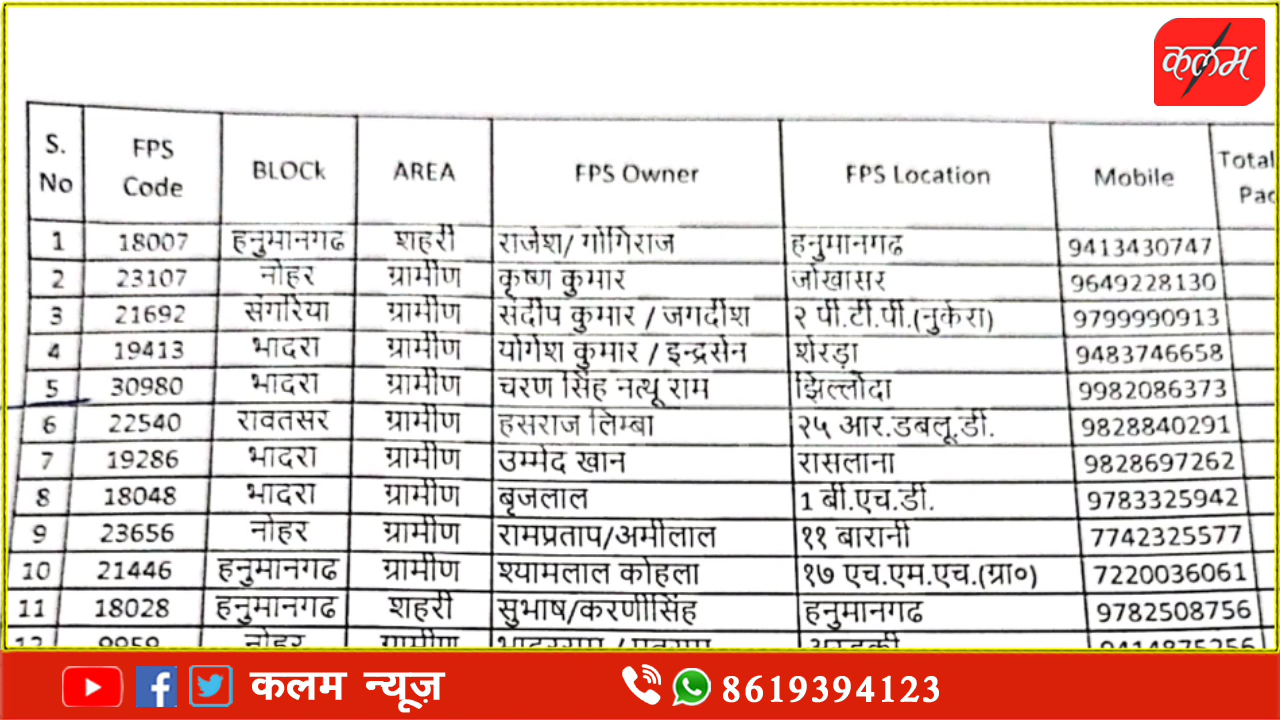 कलम
S. No FPS Code BLOCk AREA FPS Owner FPS Location Mobile Total
1 18007 हनुमानगढ शहरी राजेश/ गोगिराज हनुमानगढ 9413430747
2 23107 नोहर ग्रामीण कृष्ण कुमार जोखासर 9649228130
3 21692 संगरिया ग्रामीण संदीप कुमार / जगदीश २ पी.टी.पी.(नुकेरा) 9799990913
4 19413 भादरा ग्रामीण योगेश कुमार / इन्द्रसेन शेरड़ा 9483746658
5 30980 भादरा ग्रामीण चरण सिंह नत्थू राम झिल्लोदा 9982086373
6 22540 रावतसर ग्रामीण हसराज लिम्बा २५ आर.डबलू.डी. 9828840291
7 19286 भादरा ग्रामीण उम्मेद खान रासलाना 9828697262
8 18048 भादरा ग्रामीण बृजलाल 1 बी.एच.डी. 9783325942
9 23656 नोहर ग्रामीण रामप्रताप/अमीलाल ११ बारानी 7742325577
10 21446 हनुमानगढ ग्रामीण श्यामलाल कोहला १७ एच.एम.एच.(ग्रा०) 7220036061
11 18028 हनुमानगढ शहरी सुभाष/करणीसिंह हनुमानगढ 9782508756
नोहर ग्रामीण
कलम न्यूज़ 8619394123